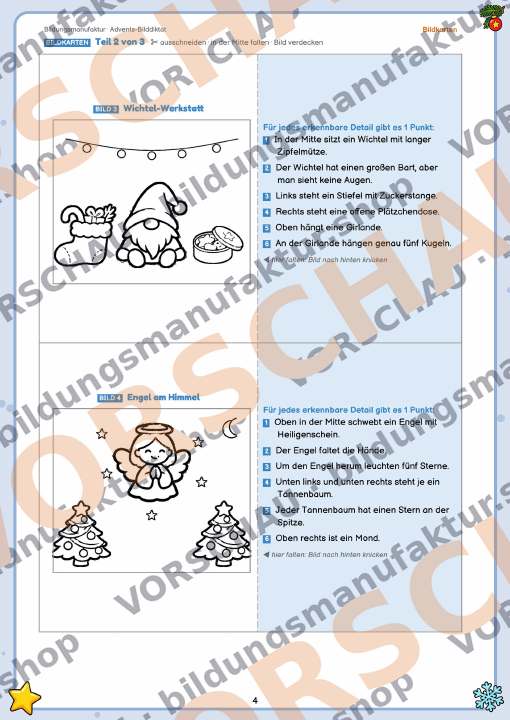 Bildungsmanufaktur · Advents-Bilddiktat
Bildkarten
BILDKARTEN Teil 2 von 3 ✂ ausschneiden · in der Mitte falten · Bild verdecken
BILD 3 Wichtel-Werkstatt
Für jedes erkennbare Detail gibt es 1 Punkt:
1 In der Mitte sitzt ein Wichtel mit langer
Zipfelmütze.
2 Der Wichtel hat einen großen Bart, aber
man sieht keine Augen.
3 Links steht ein Stiefel mit Zuckerstange.
4 Rechts steht eine offene Plätzchendose.
5 Oben hängt eine Girlande.
6 An der Girlande hängen genau fünf Kugeln.
◀ hier falten: Bild nach hinten knicken
BILD 4 Engel am Himmel
Für jedes erkennbare Detail gibt es 1 Punkt:
1 Oben in der Mitte schwebt ein Engel mit
Heiligenschein.
2 Der Engel faltet die Hände.
3 Um den Engel herum leuchten fünf Sterne.
4 Unten links und unten rechts steht je ein
Tannenbaum.
5 Jeder Tannenbaum hat einen Stern an der
Spitze.
6 Oben rechts ist ein Mond.
◀ hier falten: Bild nach hinten knicken
4
VORSCHAU · bildungsmanufaktur.shop
VORSCHAU